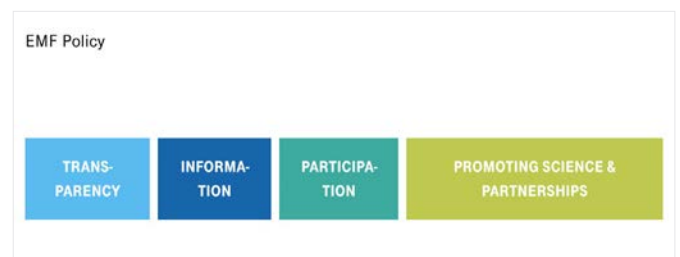 EMF Policy
TRANS-
PARENCY
INFORMA-
TION
PARTICIPA-
TION
PROMOTING SCIENCE &
PARTNERSHIPS